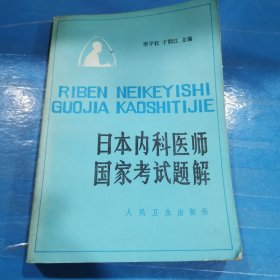 李宇权 于润江 主编
RIBEN NEIKEYISHI
GUOJIA KAOSHITIJIE
日本内科医师
国家考试题解
人民卫生出版社